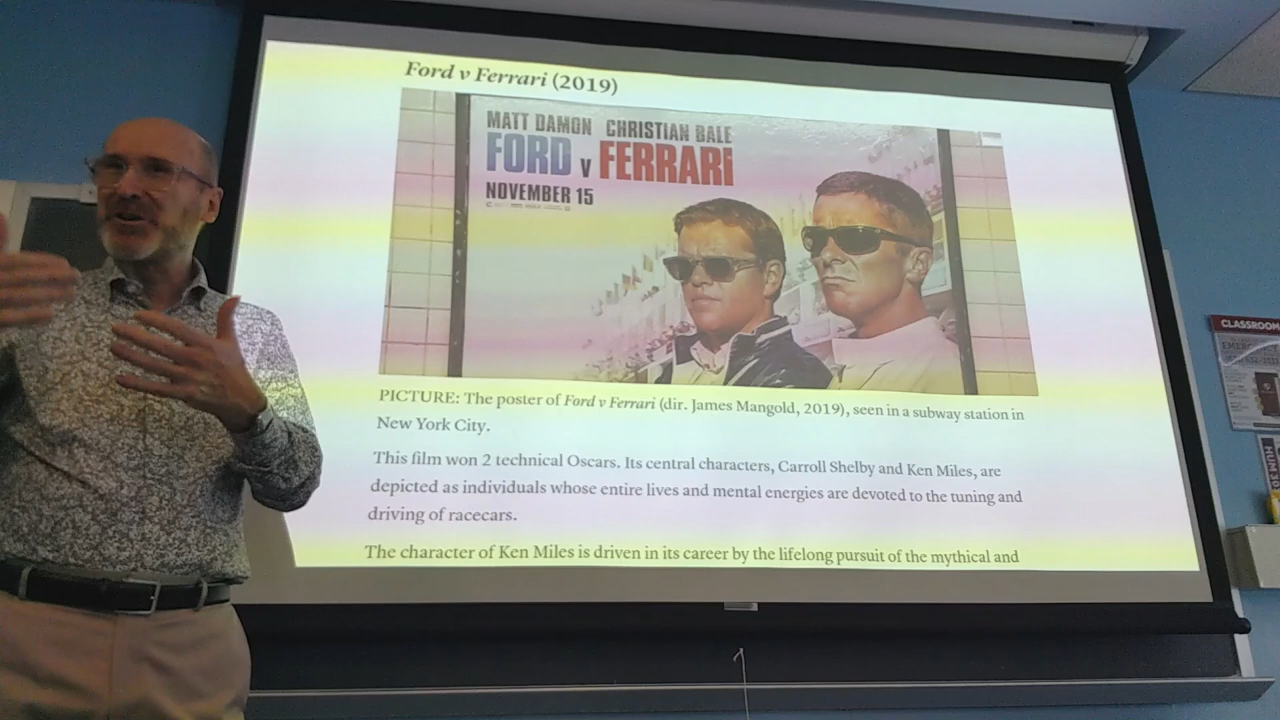 Ford v Ferrari (2019)
MATT DAMON CHRISTIAN BALE
FORD v FERRARI
NOVEMBER 15
PICTURE: The poster of Ford v Ferrari (dir. James Mangold, 2019), seen in a subway station in
New York City.
This film won 2 technical Oscars. Its central characters, Carroll Shelby and Ken Miles, are
depicted as individuals whose entire lives and mental energies are devoted to the tuning and
driving of racecars.
The character of Ken Miles is driven in its career by the lifelong pursuit of the mythical and
CLASSROOM
HUM